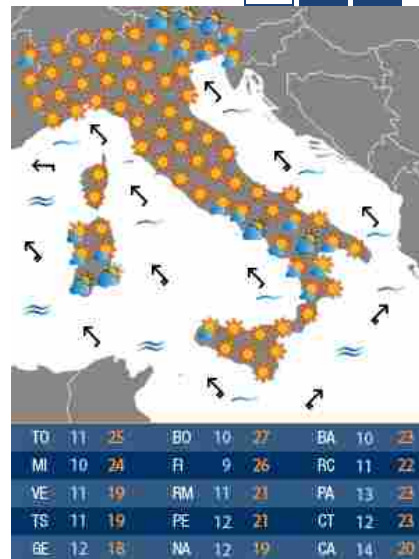 TO 11 25 BO 10 27 BA 10 23
MI 10 24 FI 9 26 RC 11 22
VE 11 19 RM 11 21 PA 13 23
TS 11 19 PE 12 21 CT 12 23
GE 12 18 NA 12 19 CA 14 20